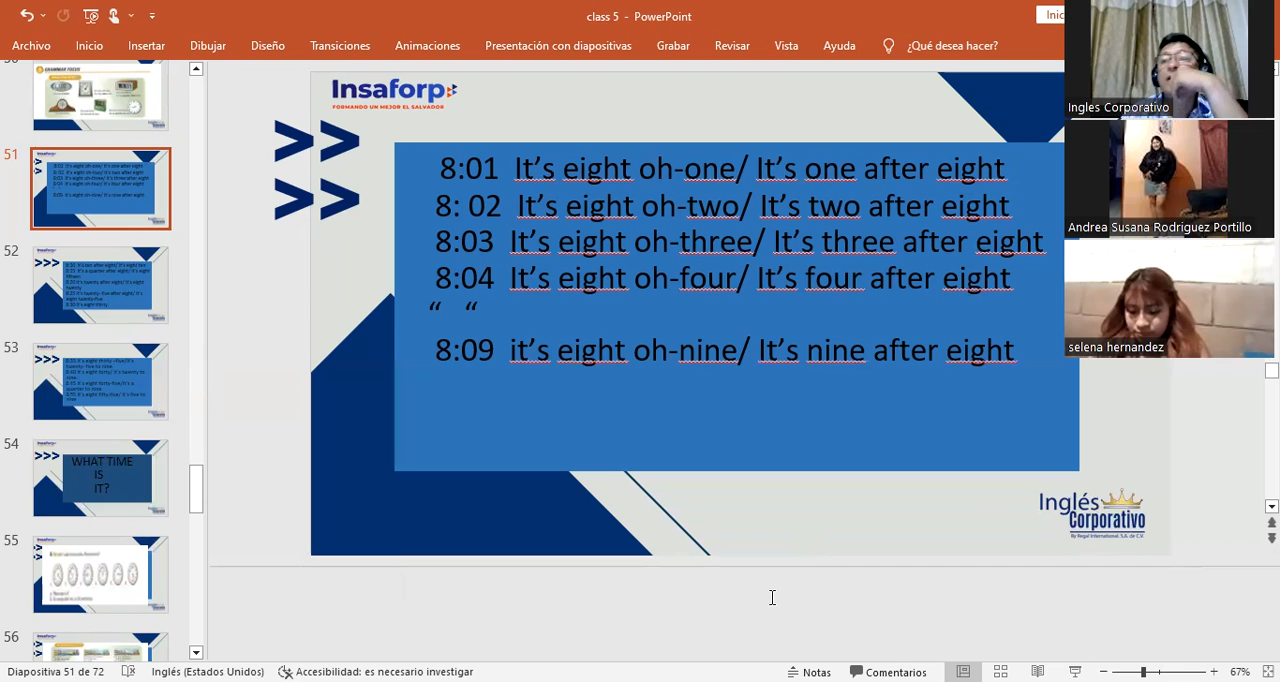 class 5 - PowerPoint
Inic
Archivo Inicio Insertar Dibujar Diseño Transiciones Animaciones Presentación con diapositivas Grabar Revisar Vista Ayuda ¿Qué desea hacer?
Ingles Corporativo
Andrea Susana Rodriguez Portillo
selena hernandez
51
52
53
54
WHAT TIME
IS
IT?
55
56
Insaforp
FORMANDO UN MEJOR EL SALVADOR
8:01 It’s eight oh-one/ It’s one after eight
8: 02 It’s eight oh-two/ It’s two after eight
8:03 It’s eight oh-three/ It’s three after eight
8:04 It’s eight oh-four/ It’s four after eight
“ “
8:09 it’s eight oh-nine/ It’s nine after eight
Inglés
Corporativo
By Regal International, S.A. de C.V.
Diapositiva 51 de 72 Inglés (Estados Unidos) Accesibilidad: es necesario investigar Notas Comentarios 67%